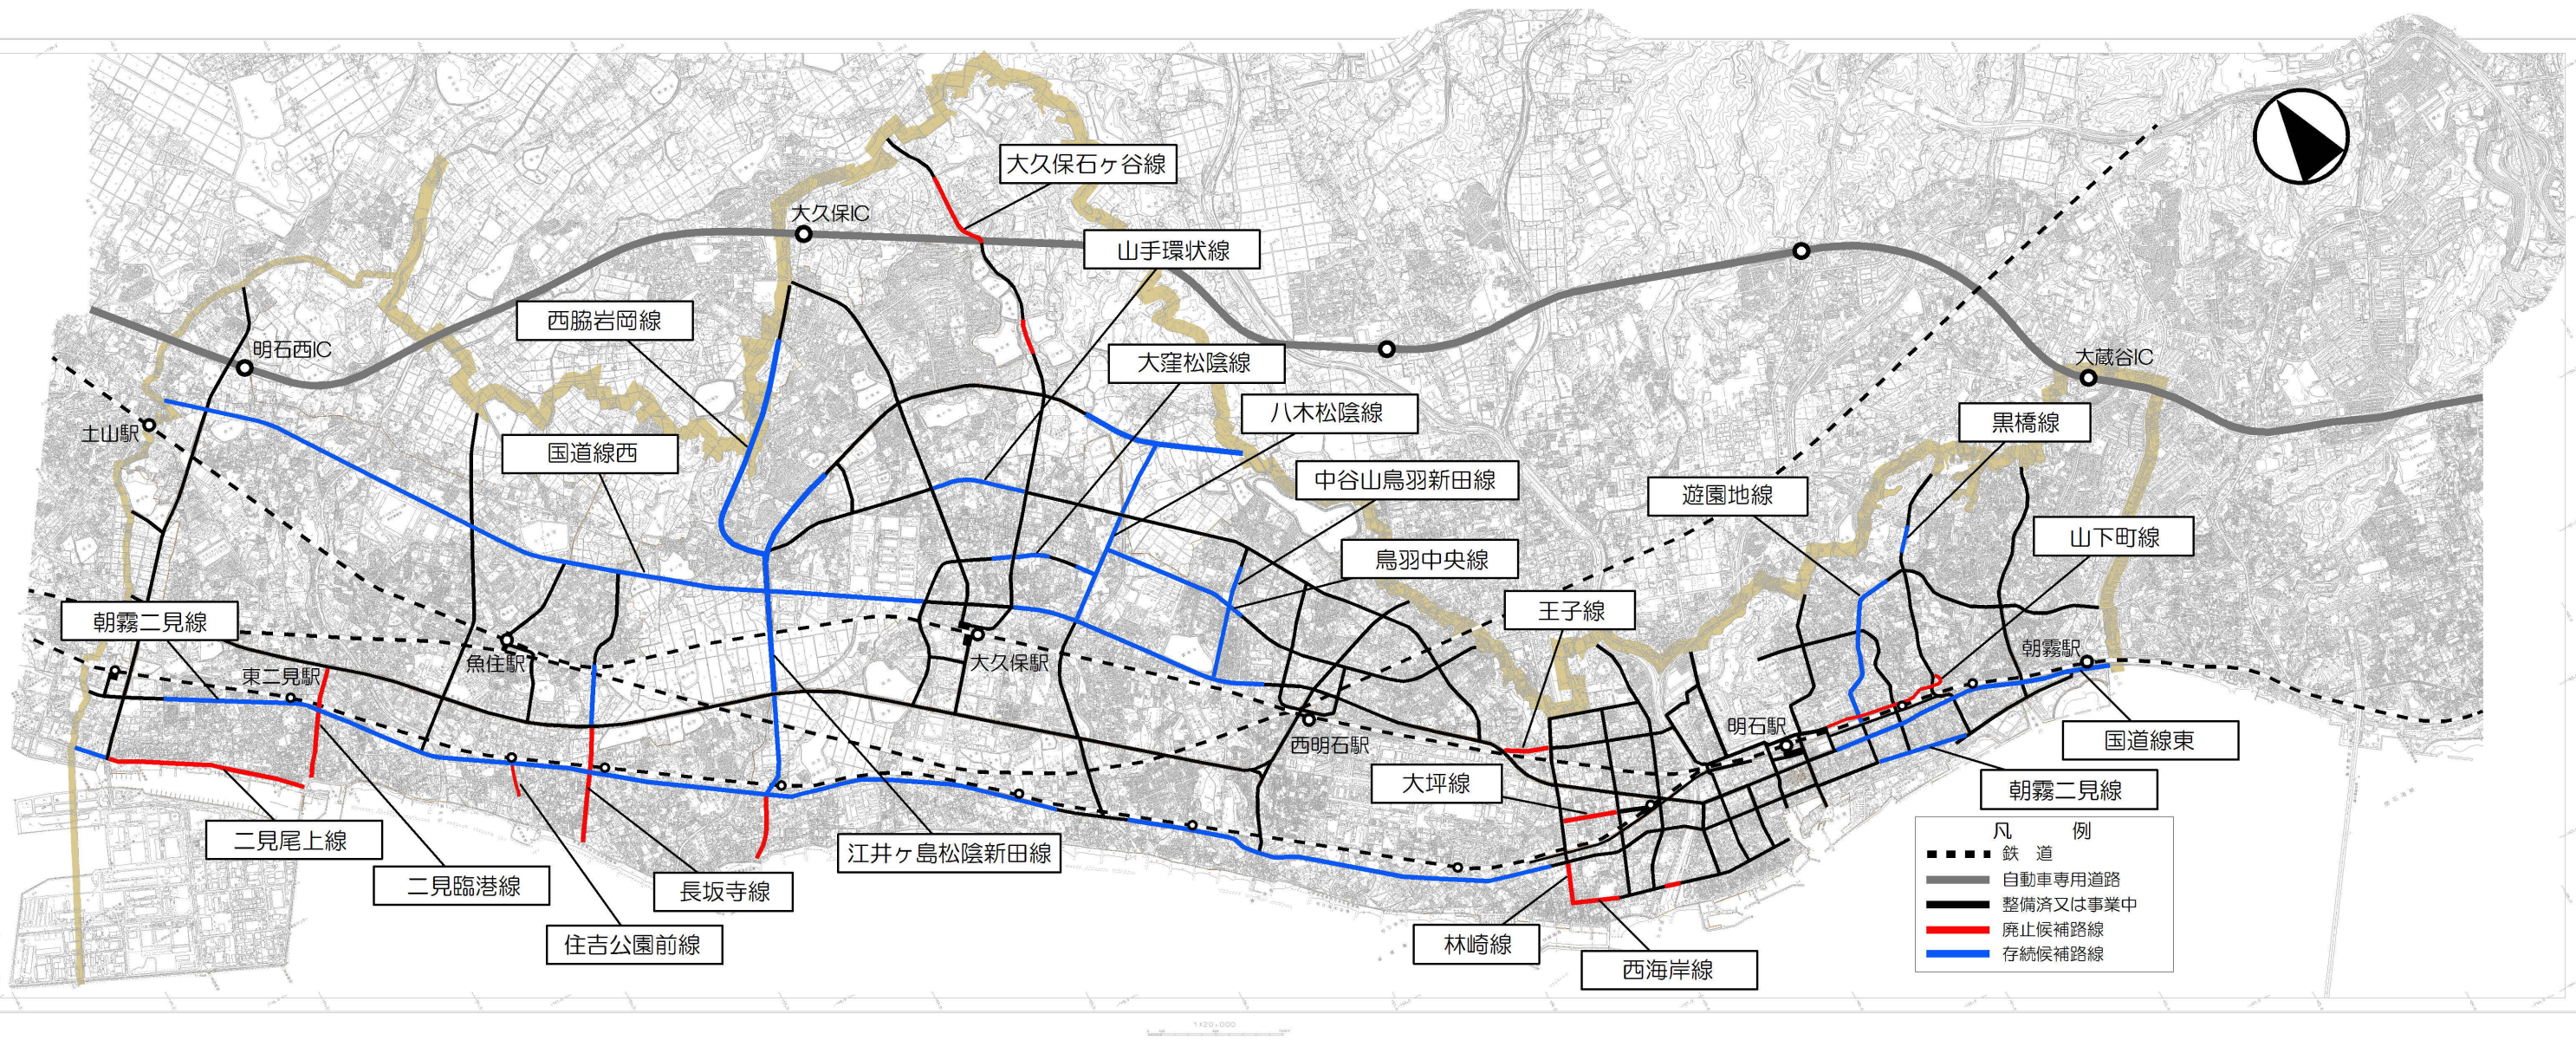 大久保石ヶ谷線
大久保IC
山手環状線
西脇岩岡線
明石西IC
大窪松陰線
大蔵谷IC
八木松陰線
黒橋線
土山駅
国道線西
中谷山鳥羽新田線
遊園地線
山下町線
鳥羽中央線
王子線
朝霧二見線
魚住駅
大久保駅
朝霧駅
東二見駅
明石駅
西明石駅
国道線東
大坪線
朝霧二見線
二見尾上線
江井ヶ島松陰新田線
二見臨港線
長坂寺線
住吉公園前線
林崎線
西海岸線
凡 例
鉄 道
自動車専用道路
整備済又は事業中
廃止候補路線
存続候補路線
1:20,000